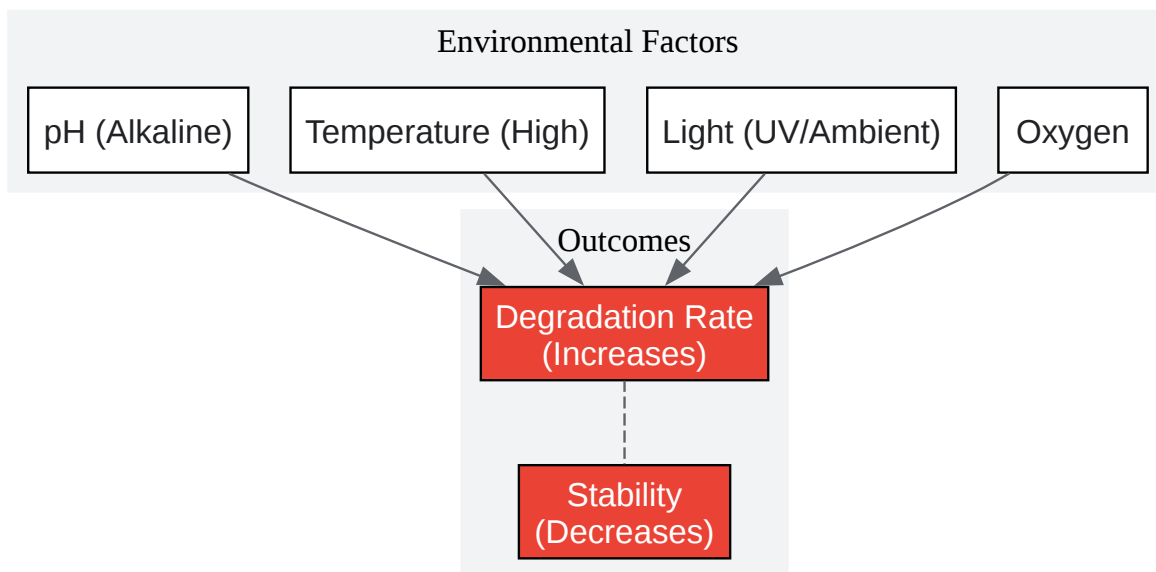 Environmental Factors
pH (Alkaline)
Temperature (High)
Light (UV/Ambient)
Oxygen
Outcomes
Degradation Rate
(Increases)
Stability
(Decreases)